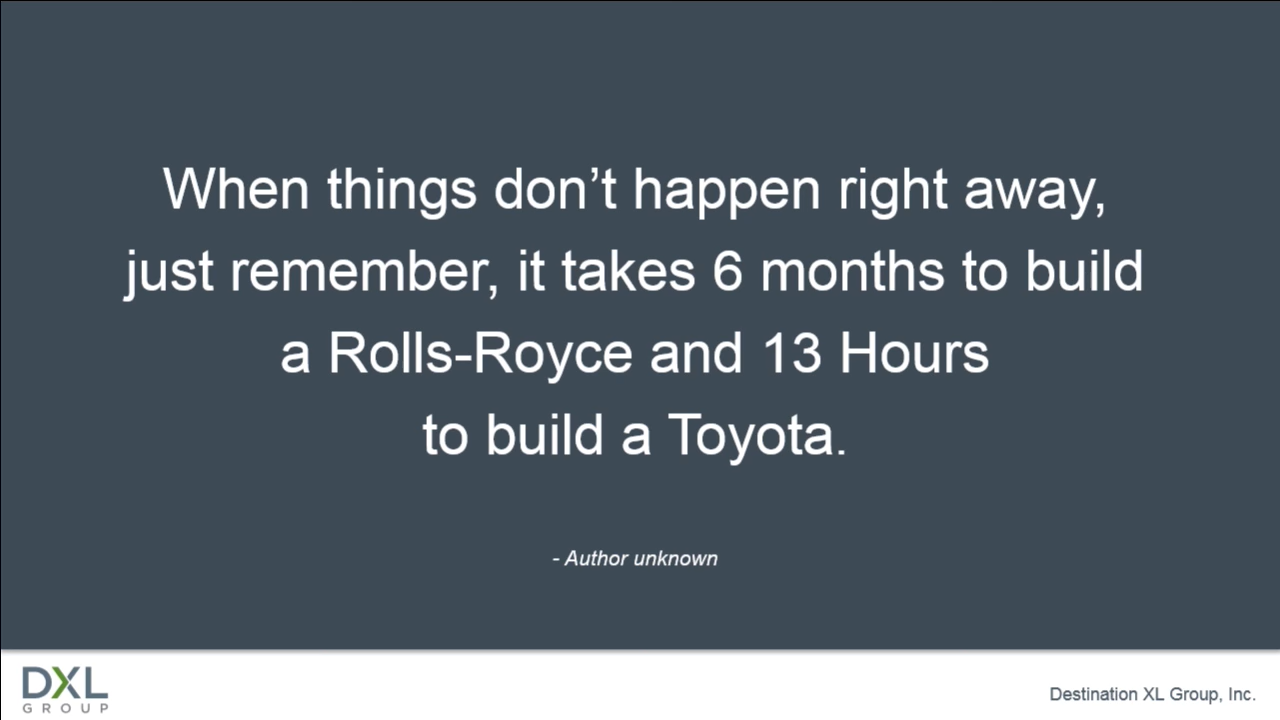 When things don’t happen right away,
just remember, it takes 6 months to build
a Rolls-Royce and 13 Hours
to build a Toyota.
- Author unknown
DXL
GROUP
Destination XL Group, Inc.